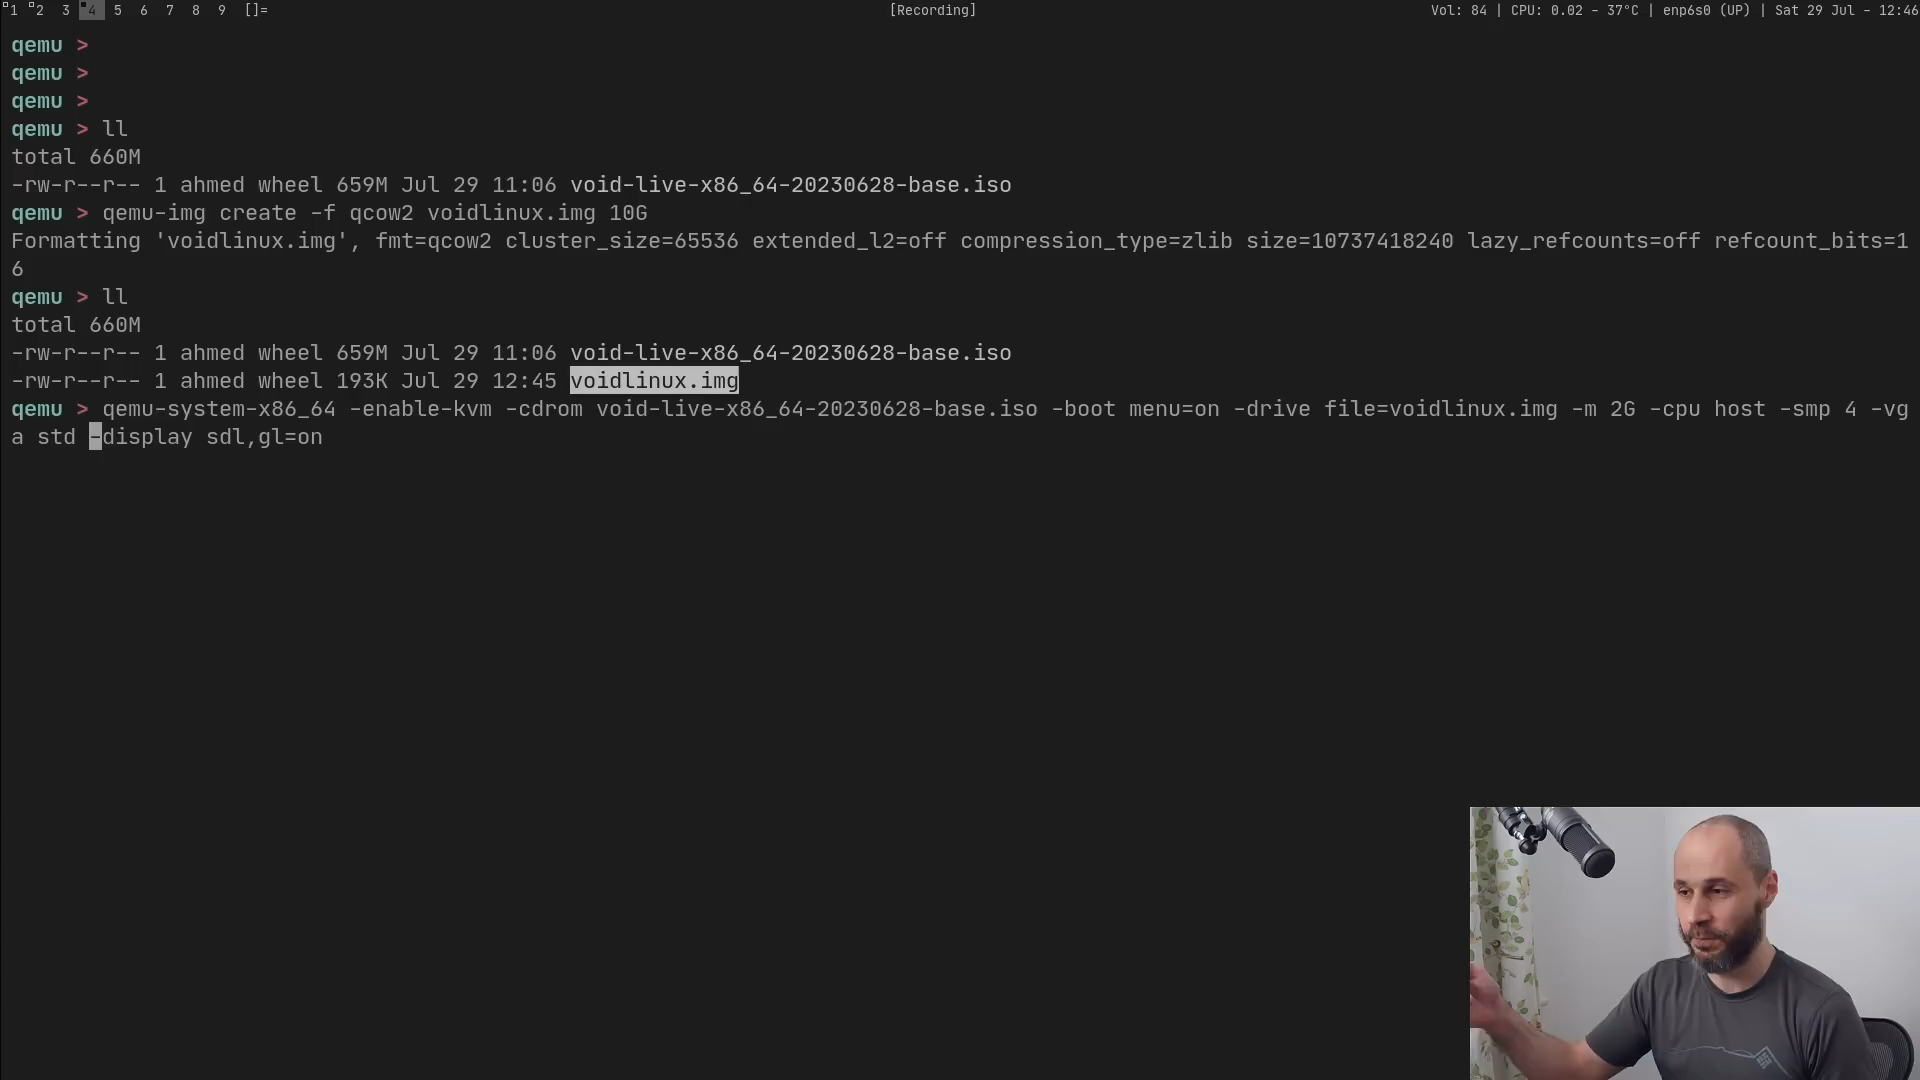 1 2 3 4 5 6 7 8 9 []= [Recording] Vol: 84 | CPU: 0.02 - 37°C | enp6s0 (UP) | Sat 29 Jul - 12:46
qemu >
qemu >
qemu >
qemu > ll
total 660M
-rw-r--r-- 1 ahmed wheel 659M Jul 29 11:06 void-live-x86_64-20230628-base.iso
qemu > qemu-img create -f qcow2 voidlinux.img 10G
Formatting 'voidlinux.img', fmt=qcow2 cluster_size=65536 extended_l2=off compression_type=zlib size=10737418240 lazy_refcounts=off refcount_bits=1
6
qemu > ll
total 660M
-rw-r--r-- 1 ahmed wheel 659M Jul 29 11:06 void-live-x86_64-20230628-base.iso
-rw-r--r-- 1 ahmed wheel 193K Jul 29 12:45 voidlinux.img
qemu > qemu-system-x86_64 -enable-kvm -cdrom void-live-x86_64-20230628-base.iso -boot menu=on -drive file=voidlinux.img -m 2G -cpu host -smp 4 -vg
a std -display sdl,gl=on